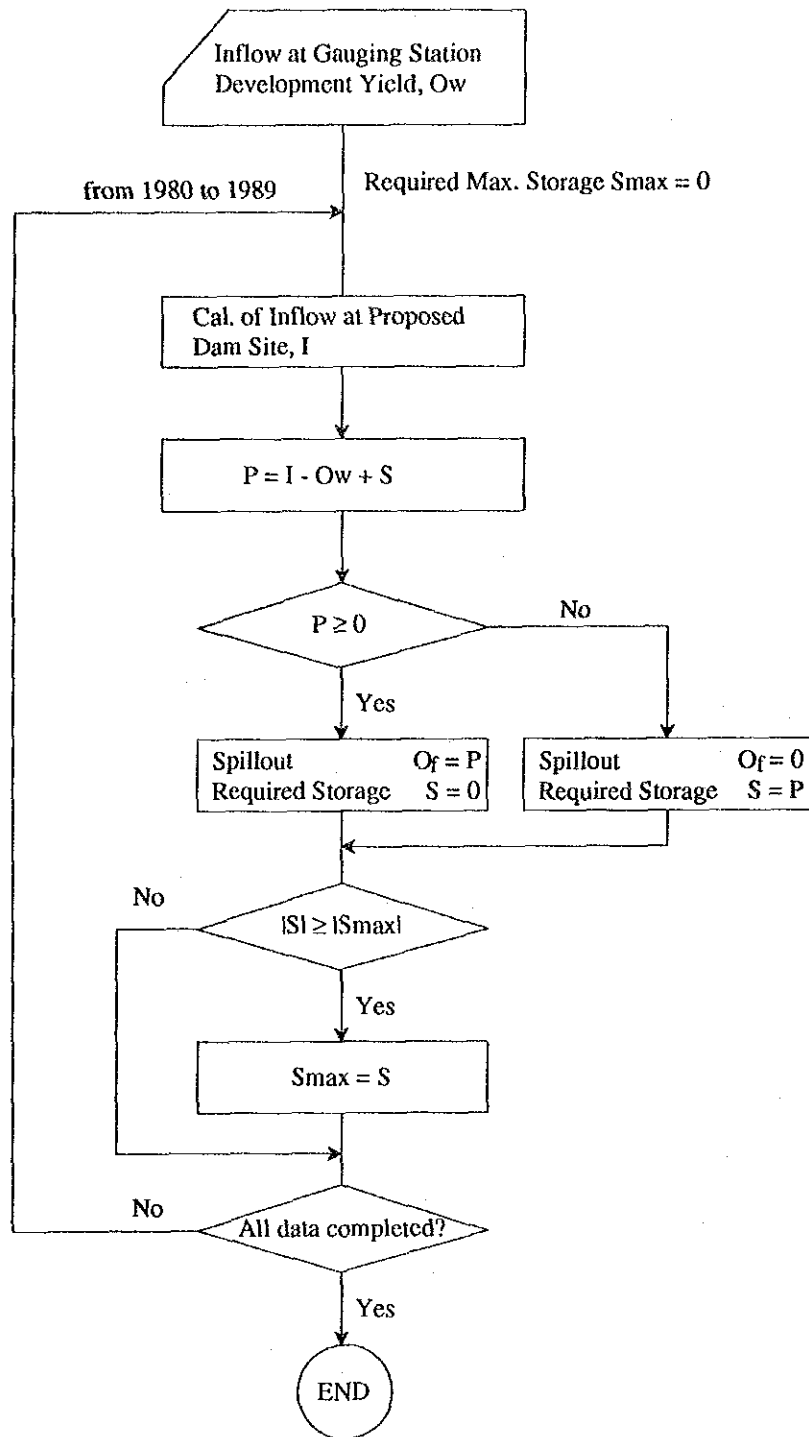 Inflow at Gauging Station
Development Yield, Ow
from 1980 to 1989
Required Max. Storage Smax = 0
Cal. of Inflow at Proposed
Dam Site, I
P = I - Ow + S
P ≥ 0
No
Yes
Spillout Of = P
Required Storage S = 0
Spillout Of = 0
Required Storage S = P
No
|S| ≥ |Smax|
Yes
Smax = S
No
All data completed?
Yes
END